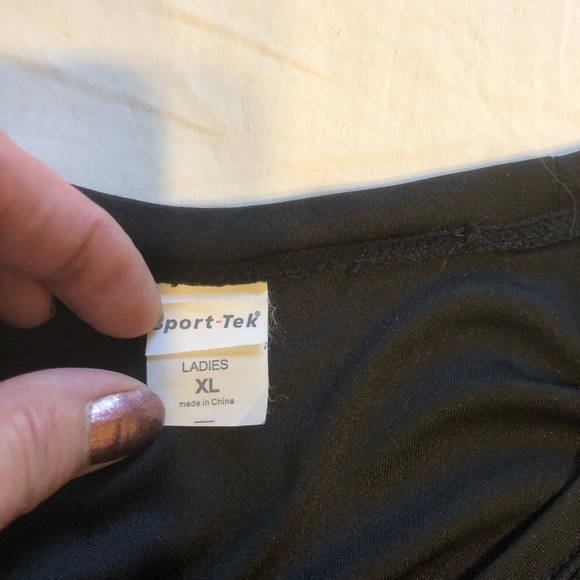 Sport-Tek®
LADIES
XL
made in China